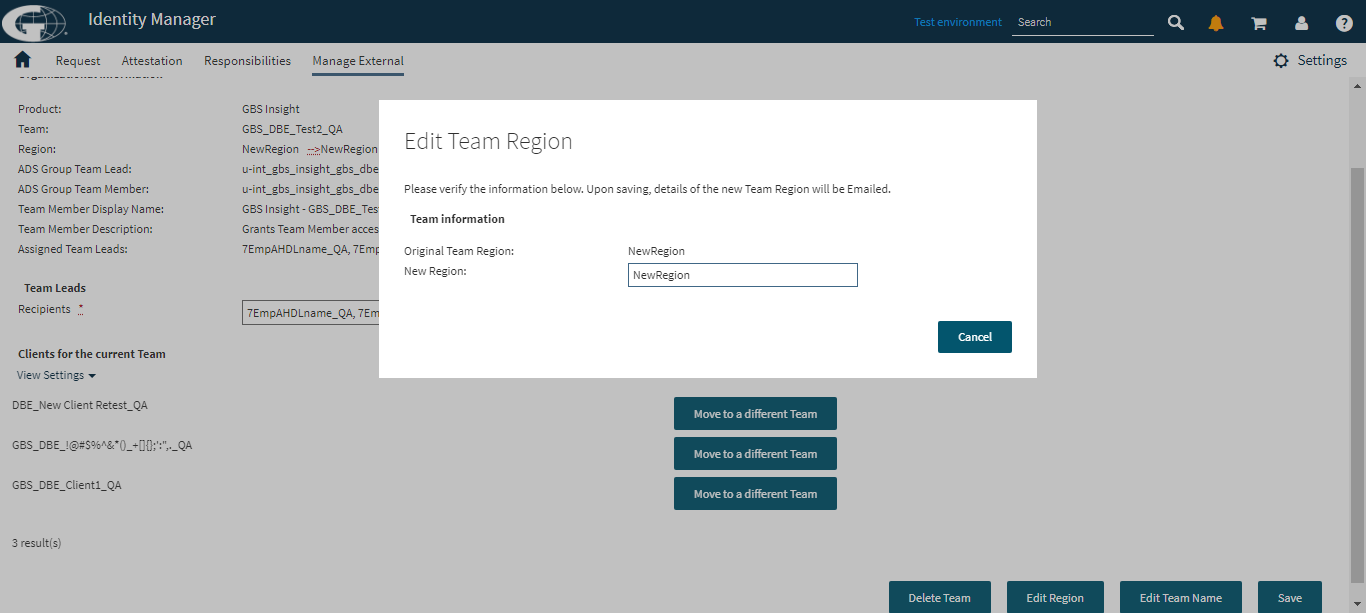 Identity Manager
Test environment
Search
Request Attestation Responsibilities Manage External
Settings
Product: GBS Insight
Team: GBS_DBE_Test2_QA
Region: NewRegion -->NewRegion
ADS Group Team Lead: u-int_gbs_insight_gbs_dbe
ADS Group Team Member: u-int_gbs_insight_gbs_dbe
Team Member Display Name: GBS Insight - GBS_DBE_Tes
Team Member Description: Grants Team Member acces
Assigned Team Leads: 7EmpAHDLname_QA, 7Emp
Team Leads
Recipients * 7EmpAHDLname_QA, 7Em
Edit Team Region
Please verify the information below. Upon saving, details of the new Team Region will be Emailed.
Team information
Original Team Region: NewRegion
New Region: NewRegion
Cancel
Clients for the current Team
View Settings
DBE_New Client Retest_QA Move to a different Team
GBS_DBE_!@#$%^&*()_+[]{};':",._QA Move to a different Team
GBS_DBE_Client1_QA Move to a different Team
3 result(s)
Delete Team Edit Region Edit Team Name Save